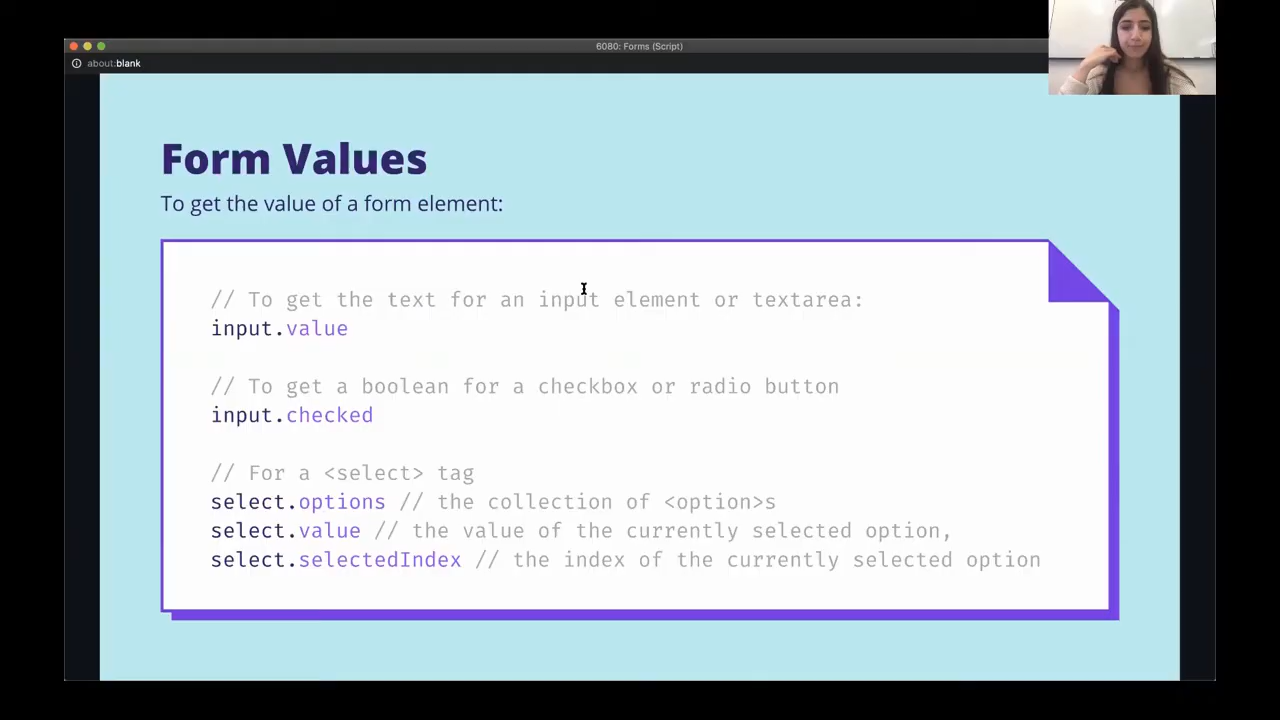 6080: Forms (Script)
about:blank
Form Values
To get the value of a form element:
// To get the text for an input element or textarea:
input.value
// To get a boolean for a checkbox or radio button
input.checked
// For a <select> tag
select.options // the collection of <option>s
select.value // the value of the currently selected option,
select.selectedIndex // the index of the currently selected option